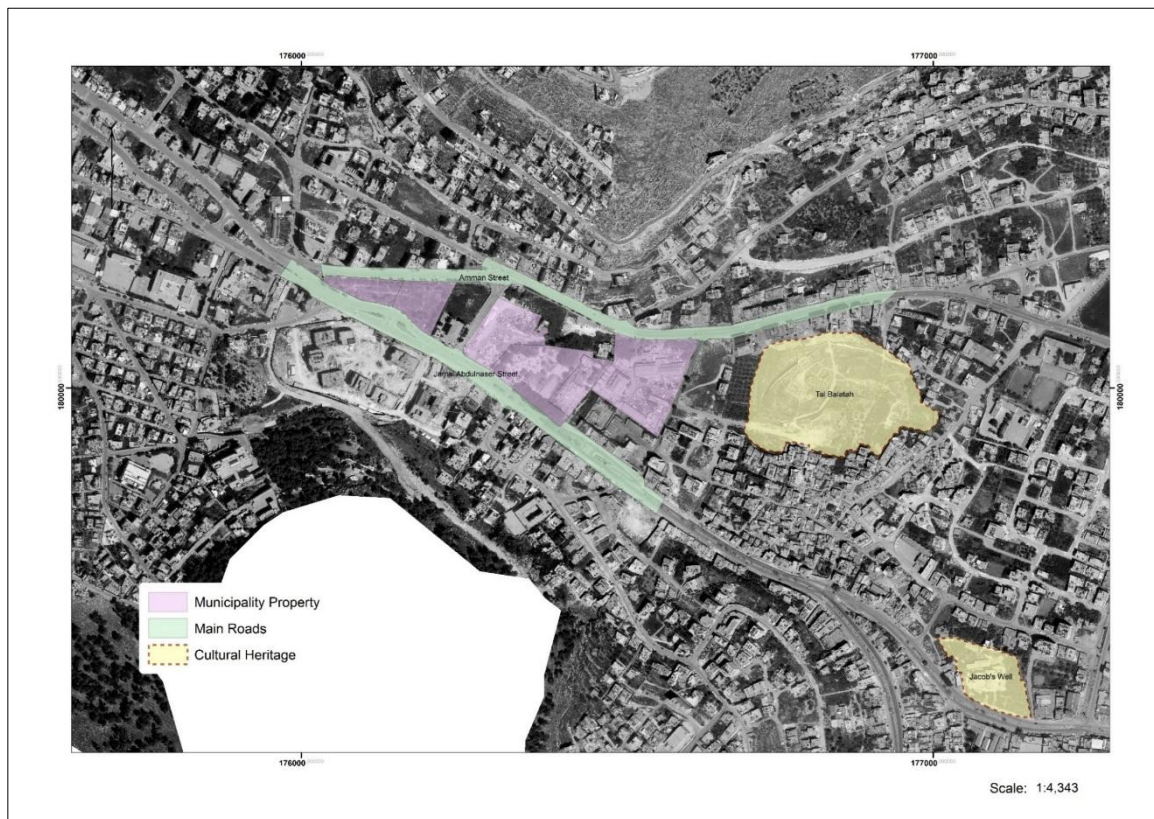 176000
177000
Amman Street
Jamal Abdulnaser Street
180000
180000
Tal Balatah
Municipality Property
Main Roads
Cultural Heritage
Jacob's Well
176000
177000
Scale: 1:4,343